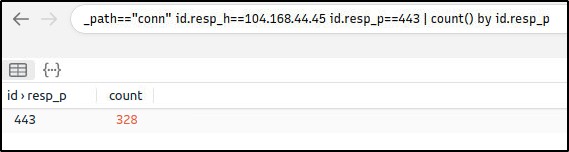 _path=="conn" id.resp_h==104.168.44.45 id.resp_p==443 | count() by id.resp_p
{···}
id › resp_p count
443 328